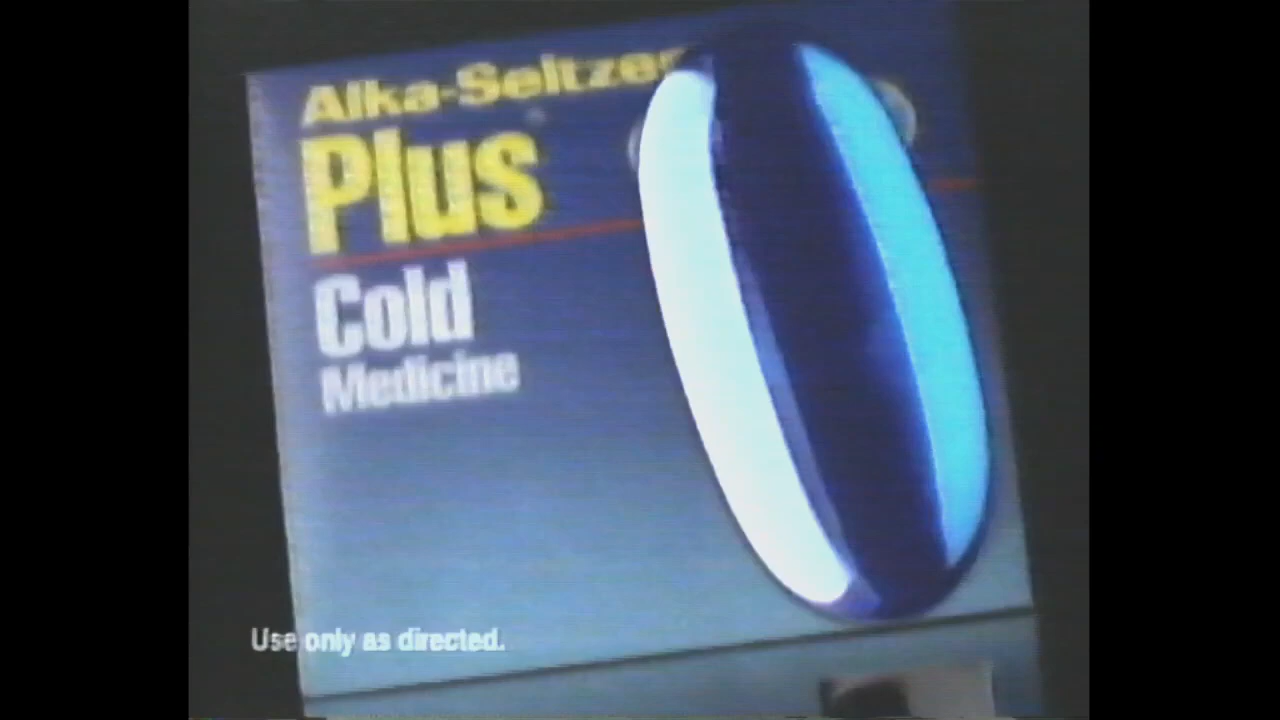 Alka-Seltzer
Plus
Cold
Medicine
Use only as directed.